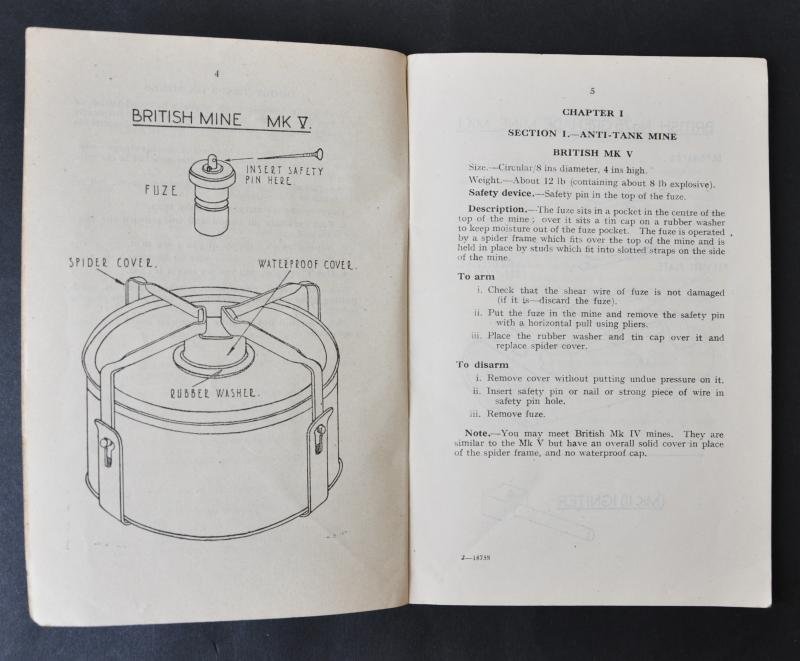 4
BRITISH MINE MK V.
FUZE
INSERT SAFETY
PIN HERE
SPIDER COVER.
WATERPROOF COVER.
RUBBER WASHER.
5
CHAPTER I
SECTION 1.—ANTI-TANK MINE
BRITISH MK V
Size.—Circular/8 ins diameter, 4 ins high.
Weight.—About 12 lb (containing about 8 lb explosive).
Safety device.—Safety pin in the top of the fuze.
Description.—The fuze sits in a pocket in the centre of the
top of the mine; over it sits a tin cap on a rubber washer
to keep moisture out of the fuze pocket. The fuze is operated
by a spider frame which fits over the top of the mine and is
held in place by studs which fit into slotted straps on the side
of the mine.
To arm
i. Check that the shear wire of fuze is not damaged
(if it is—discard the fuze).
ii. Put the fuze in the mine and remove the safety pin
with a horizontal pull using pliers.
iii. Place the rubber washer and tin cap over it and
replace spider cover.
To disarm
i. Remove cover without putting undue pressure on it.
ii. Insert safety pin or nail or strong piece of wire in
safety pin hole.
iii. Remove fuze.
Note.—You may meet British Mk IV mines. They are
similar to the Mk V but have an overall solid cover in place
of the spider frame, and no waterproof cap.
(MK II) IGNITER
2—18758